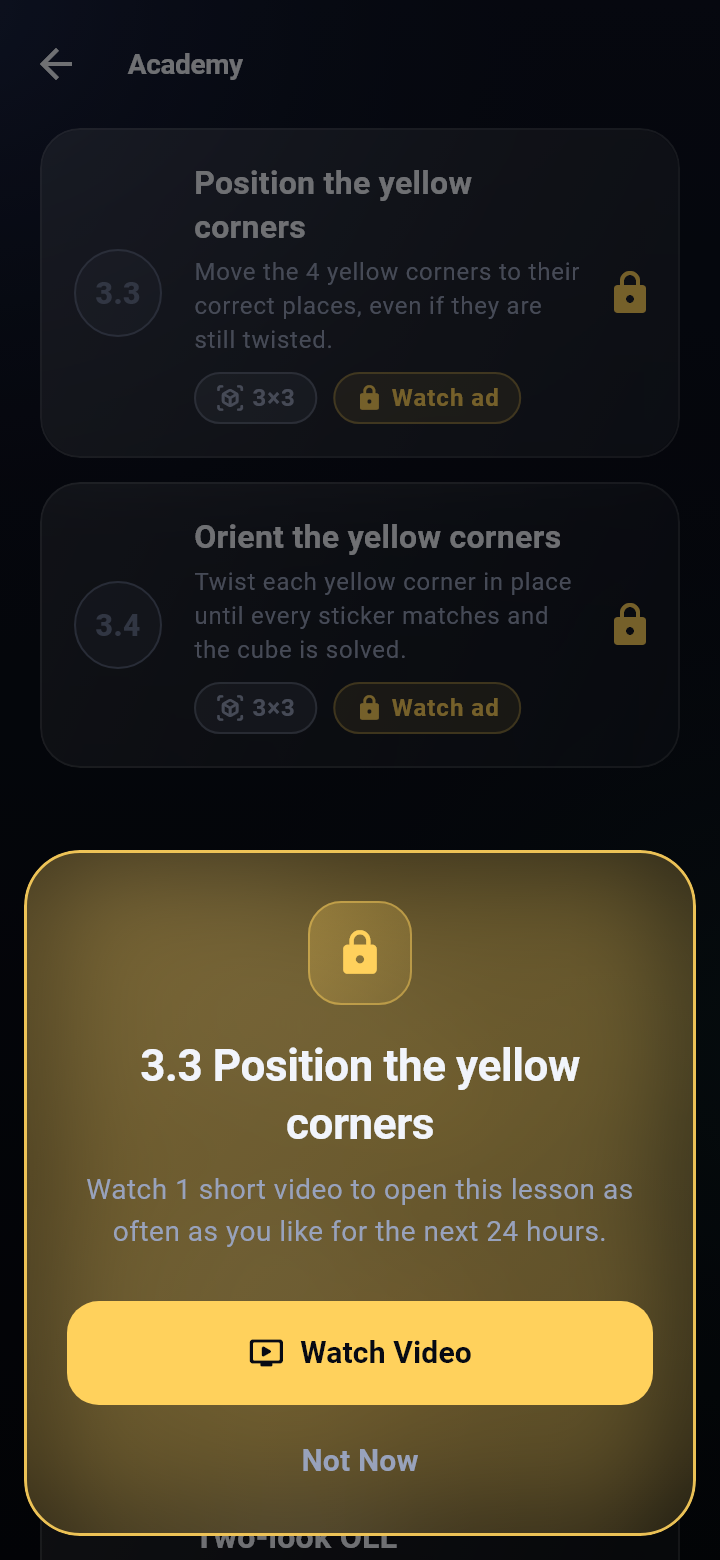 Academy
Position the yellow
corners
3.3
Move the 4 yellow corners to their
correct places, even if they are
still twisted.
3×3
Watch ad
Orient the yellow corners
3.4
Twist each yellow corner in place
until every sticker matches and
the cube is solved.
3×3
Watch ad
3.3 Position the yellow
corners
Watch 1 short video to open this lesson as
often as you like for the next 24 hours.
Watch Video
Not Now
Two-look OLL